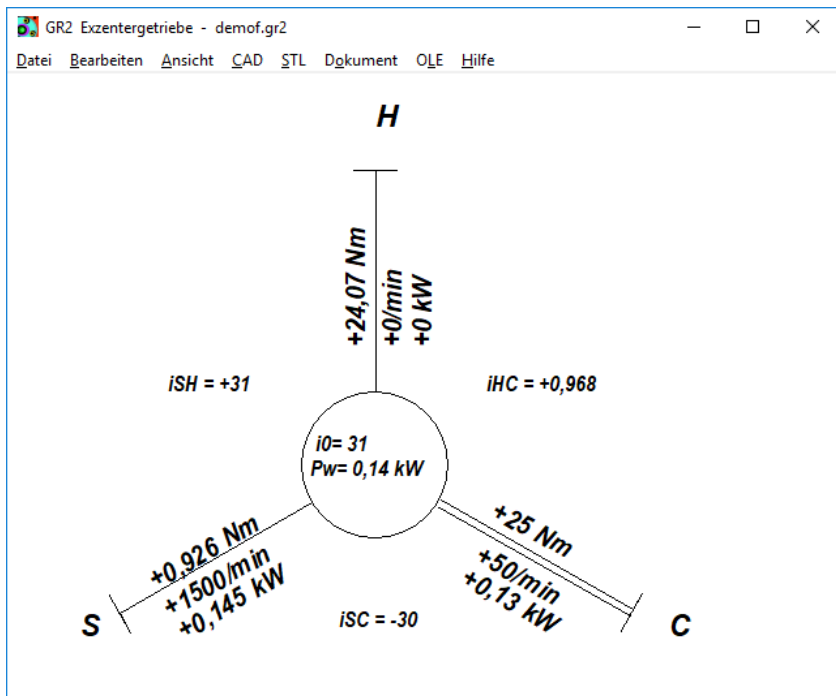 GR2 Exzentergetriebe - demof.gr2
Datei Bearbeiten Ansicht CAD STL Dokument OLE Hilfe
H
+24,07 Nm
+0/min
+0 kW
iSH = +31
iHC = +0,968
i0= 31
Pw= 0,14 kW
+0,926 Nm
+1500/min
+0,145 kW
+25 Nm
+50/min
+0,13 kW
S
iSC = -30
C